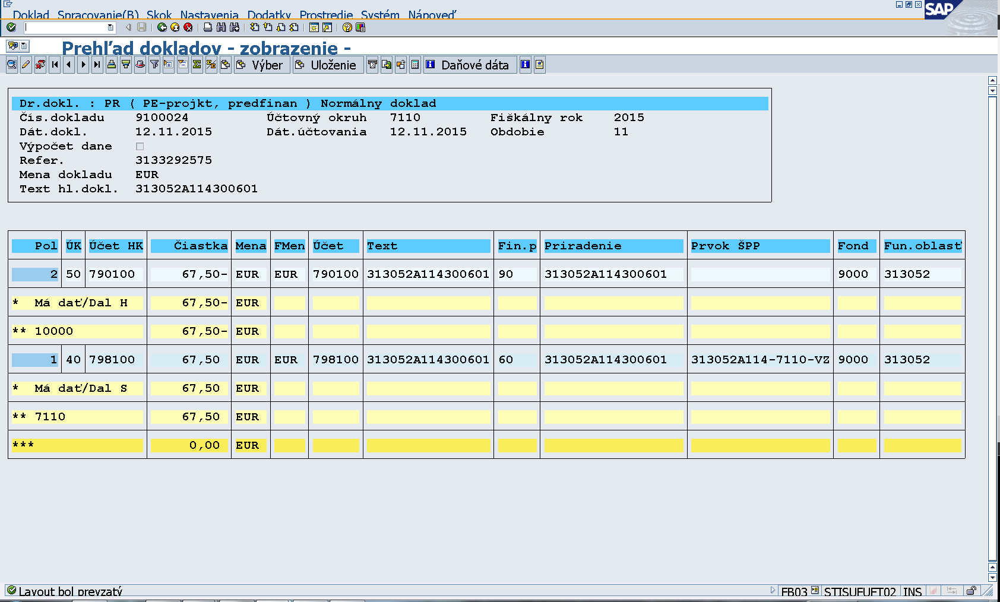 Doklad Spracovanie(B) Skok Nastavenia Dodatky Prostredie Systém Nápoveď
SAP
Prehľad dokladov - zobrazenie -
Výber Uloženie Daňové dáta
Dr.dokl. : PR ( PE-projkt, predfinan ) Normálny doklad
Čís.dokladu 9100024 Účtovný okruh 7110 Fiškálny rok 2015
Dát.dokl. 12.11.2015 Dát.účtovania 12.11.2015 Obdobie 11
Výpočet dane
Refer. 3133292575
Mena dokladu EUR
Text hl.dokl. 313052A114300601
Pol ÚK Účet HK Čiastka Mena FMen Účet Text Fin.p Priradenie Prvok ŠPP Fond Fun.oblasť
2 50 790100 67,50- EUR EUR 790100 313052A114300601 90 313052A114300601 9000 313052
* Má dať/Dal H 67,50- EUR
** 10000 67,50- EUR
1 40 798100 67,50 EUR EUR 798100 313052A114300601 60 313052A114300601 313052A114-7110-VZ 9000 313052
* Má dať/Dal S 67,50 EUR
** 7110 67,50 EUR
*** 0,00 EUR
Layout bol prevzatý FB03 STISUFUFT02 INS